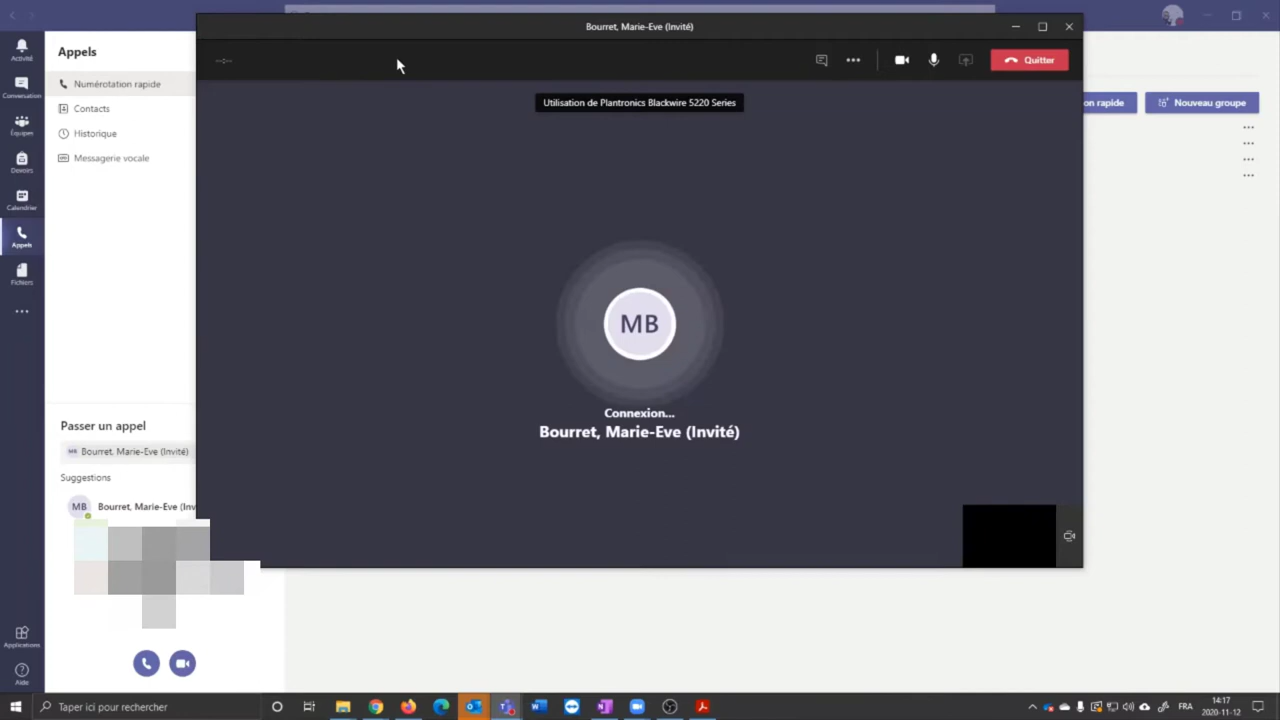 Bourret, Marie-Eve (Invité)
Activité
Conversation
Équipes
Devoirs
Calendrier
Appels
Fichiers
Applications
Aide
Appels
Numérotation rapide
Contacts
Historique
Messagerie vocale
Passer un appel
MB Bourret, Marie-Eve (Invité)
Suggestions
MB Bourret, Marie-Eve (Inv
--:--
Quitter
Utilisation de Plantronics Blackwire 5220 Series
MB
Connexion...
Bourret, Marie-Eve (Invité)
on rapide
Nouveau groupe
Taper ici pour rechercher
FRA
14:17
2020-11-12